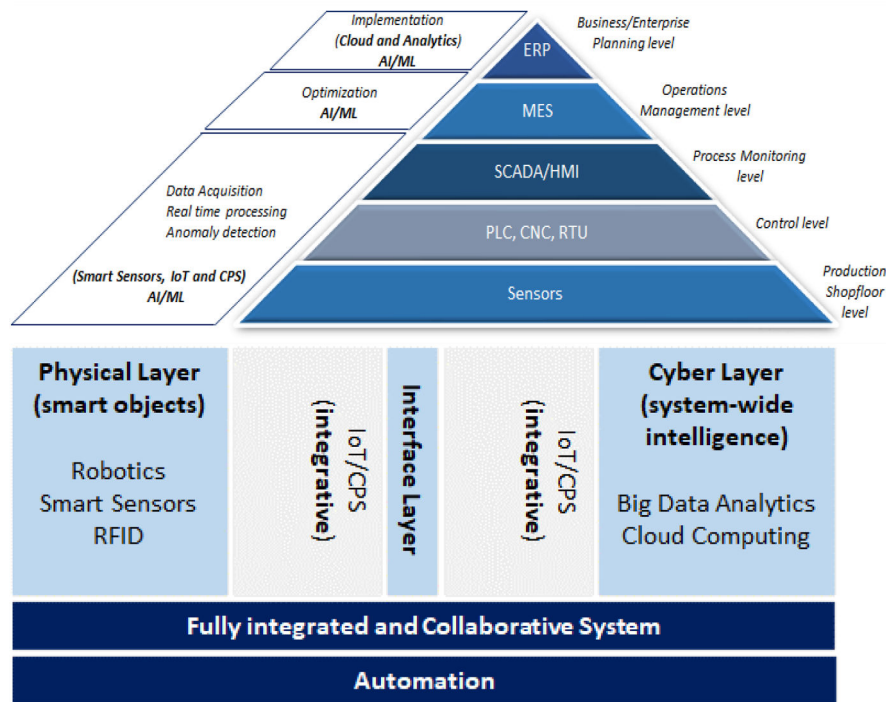 Implementation
(Cloud and Analytics)
AI/ML
Optimization
AI/ML
Data Acquisition
Real time processing
Anomaly detection
(Smart Sensors, IoT and CPS)
AI/ML
ERP
MES
SCADA/HMI
PLC, CNC, RTU
Sensors
Business/Enterprise
Planning level
Operations
Management level
Process Monitoring
level
Control level
Production
Shopfloor
level
Physical Layer
(smart objects)
Robotics
Smart Sensors
RFID
IoT/CPS
(integrative)
Interface Layer
IoT/CPS
(integrative)
Cyber Layer
(system-wide
intelligence)
Big Data Analytics
Cloud Computing
Fully integrated and Collaborative System
Automation